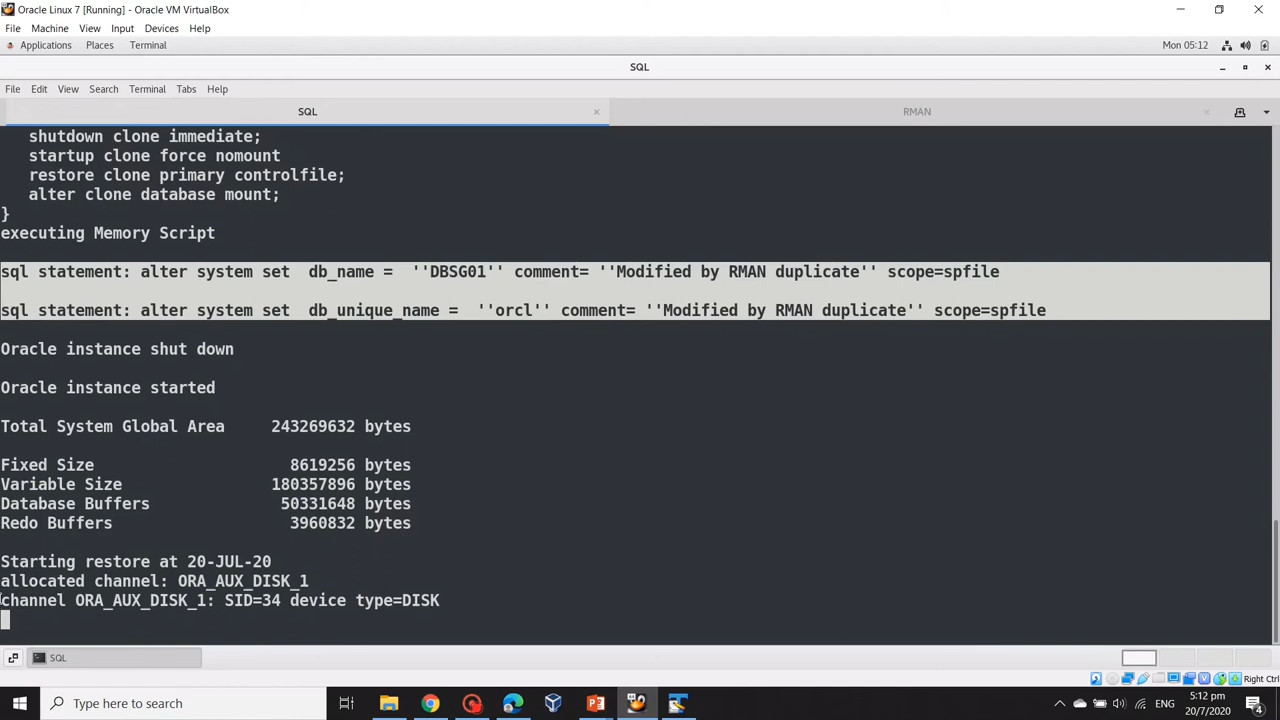 Oracle Linux 7 [Running] - Oracle VM VirtualBox
File Machine View Input Devices Help
Applications Places Terminal Mon 05:12
SQL
File Edit View Search Terminal Tabs Help
SQL RMAN
shutdown clone immediate;
startup clone force nomount
restore clone primary controlfile;
alter clone database mount;
}
executing Memory Script
sql statement: alter system set db_name = ''DBSG01'' comment= ''Modified by RMAN duplicate'' scope=spfile
sql statement: alter system set db_unique_name = ''orcl'' comment= ''Modified by RMAN duplicate'' scope=spfile
Oracle instance shut down
Oracle instance started
Total System Global Area 243269632 bytes
Fixed Size 8619256 bytes
Variable Size 180357896 bytes
Database Buffers 50331648 bytes
Redo Buffers 3960832 bytes
Starting restore at 20-JUL-20
allocated channel: ORA_AUX_DISK_1
channel ORA_AUX_DISK_1: SID=34 device type=DISK
SQL
Right Ctrl
Type here to search
ENG
5:12 pm
20/7/2020
4